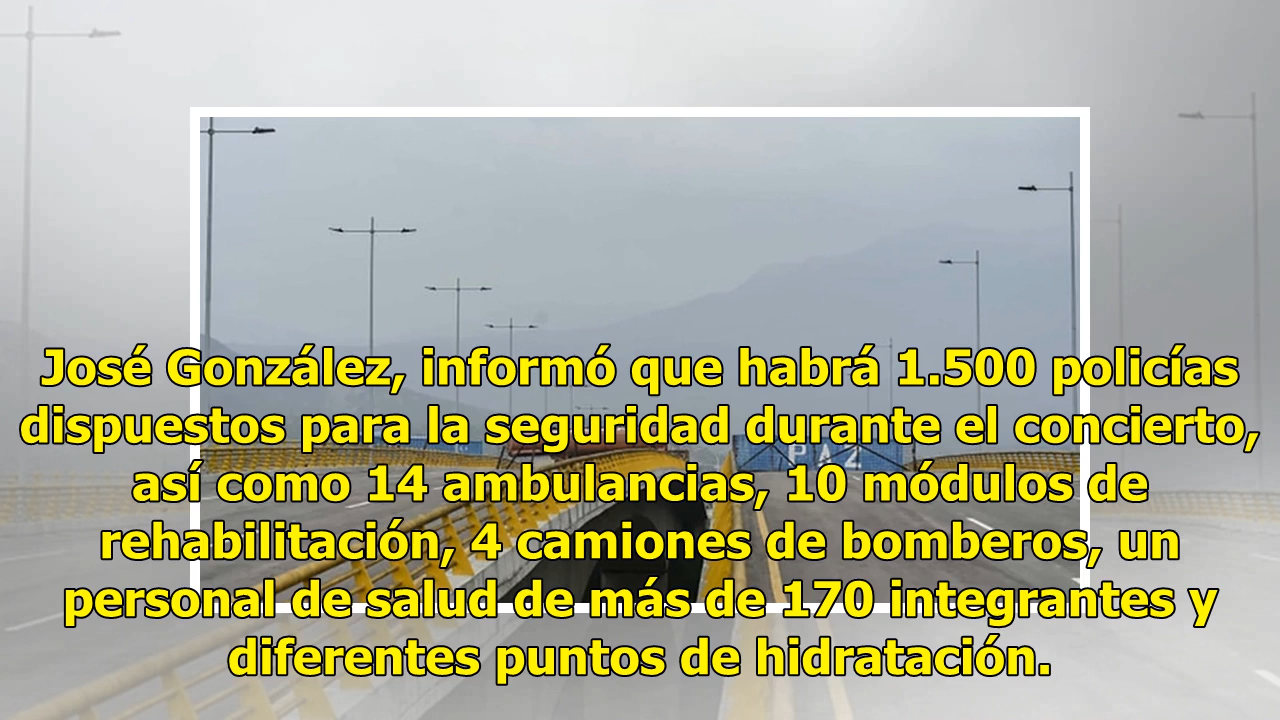 PAZ
José González, informó que habrá 1.500 policías
dispuestos para la seguridad durante el concierto,
así como 14 ambulancias, 10 módulos de
rehabilitación, 4 camiones de bomberos, un
personal de salud de más de 170 integrantes y
diferentes puntos de hidratación.